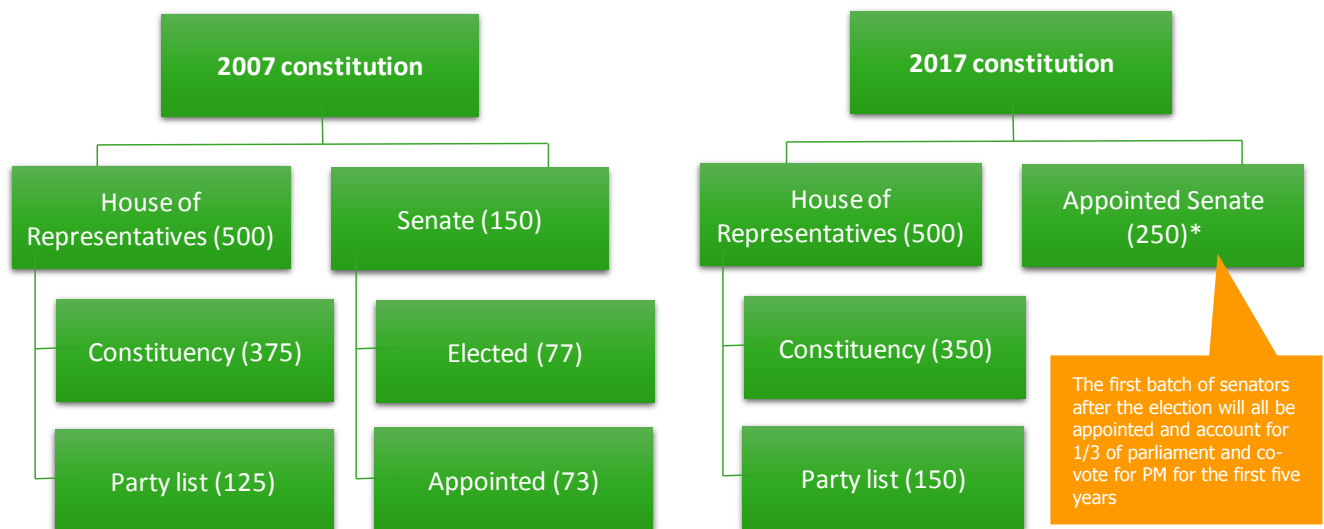 2007 constitution
House of
Representatives (500)
Senate (150)
Constituency (375)
Elected (77)
Party list (125)
Appointed (73)
2017 constitution
House of
Representatives (500)
Appointed Senate
(250)*
Constituency (350)
Party list (150)
The first batch of senators
after the election will all be
appointed and account for
1/3 of parliament and co-
vote for PM for the first five
years